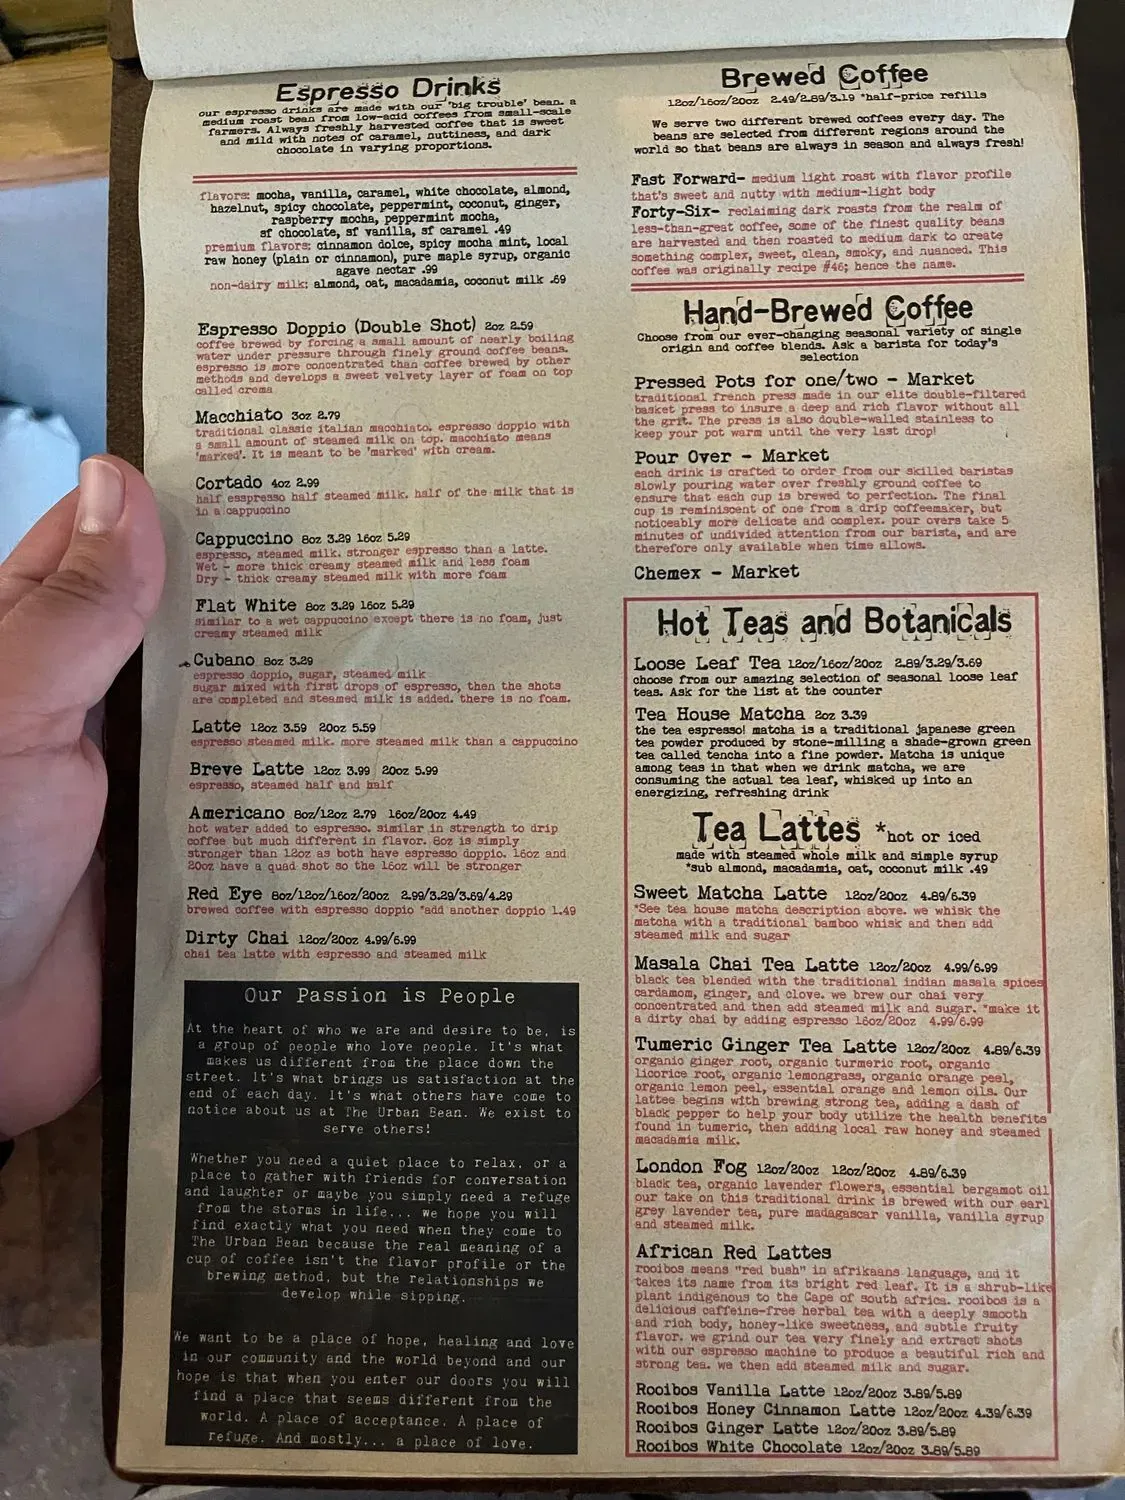 Espresso Drinks
our espresso drinks are made with our 'big trouble' bean. a
medium roast bean from low-acid coffees from small-scale
farmers. Always freshly harvested coffee that is sweet
and mild with notes of caramel, nuttiness, and dark
chocolate in varying proportions.
flavors: mocha, vanilla, caramel, white chocolate, almond,
hazelnut, spicy chocolate, peppermint, coconut, ginger,
raspberry mocha, peppermint mocha,
sf chocolate, sf vanilla, sf caramel .49
premium flavors: cinnamon dolce, spicy mocha mint, local
raw honey (plain or cinnamon), pure maple syrup, organic
agave nectar .99
non-dairy milk: almond, oat, macadamia, coconut milk .69
Espresso Doppio (Double Shot) 2oz 2.59
coffee brewed by forcing a small amount of nearly boiling
water under pressure through finely ground coffee beans.
espresso is more concentrated than coffee brewed by other
methods and develops a sweet velvety layer of foam on top
called crema
Macchiato 3oz 2.79
traditional classic italian macchiato. espresso doppio with
a small amount of steamed milk on top. macchiato means
'marked'. It is meant to be 'marked' with cream.
Cortado 4oz 2.99
half esspresso half steamed milk. half of the milk that is
in a cappuccino
Cappuccino 8oz 3.29 16oz 5.29
espresso, steamed milk. stronger espresso than a latte.
Wet - more thick creamy steamed milk and less foam
Dry - thick creamy steamed milk with more foam
Flat White 8oz 3.29 16oz 5.29
similar to a wet cappuccino except there is no foam, just
creamy steamed milk
Cubano 8oz 3.29
espresso doppio, sugar, steamed milk
sugar mixed with first drops of espresso, then the shots
are completed and steamed milk is added. there is no foam.
Latte 12oz 3.59 20oz 5.59
espresso steamed milk. more steamed milk than a cappuccino
Breve Latte 12oz 3.99 20oz 5.99
espresso, steamed half and half
Americano 8oz/12oz 2.79 16oz/20oz 4.49
hot water added to espresso. similar in strength to drip
coffee but much different in flavor. 8oz is simply
stronger than 12oz as both have espresso doppio. 16oz and
20oz have a quad shot so the 16oz will be stronger
Red Eye 8oz/12oz/16oz/20oz 2.99/3.29/3.69/4.29
brewed coffee with espresso doppio *add another doppio 1.49
Dirty Chai 12oz/20oz 4.99/6.99
chai tea latte with espresso and steamed milk
Our Passion is People
At the heart of who we are and desire to be, is
a group of people who love people. It's what
makes us different from the place down the
street. It's what brings us satisfaction at the
end of each day. It's what others have come to
notice about us at The Urban Bean. We exist to
serve others!
Whether you need a quiet place to relax, or a
place to gather with friends for conversation
and laughter or maybe you simply need a refuge
from the storms in life... we hope you will
find exactly what you need when they come to
The Urban Bean because the real meaning of a
cup of coffee isn't the flavor profile or the
brewing method, but the relationships we
develop while sipping.
We want to be a place of hope, healing and love
in our community and the world beyond and our
hope is that when you enter our doors you will
find a place that seems different from the
world. A place of acceptance. A place of
refuge. And mostly... a place of love.
Brewed Coffee
12oz/16oz/20oz 2.49/2.89/3.19 *half-price refills
We serve two different brewed coffees every day. The
beans are selected from different regions around the
world so that beans are always in season and always fresh!
Fast Forward- medium light roast with flavor profile
that's sweet and nutty with medium-light body
Forty-Six- reclaiming dark roasts from the realm of
less-than-great coffee, some of the finest quality beans
are harvested and then roasted to medium dark to create
something complex, sweet, clean, smoky, and nuanced. This
coffee was originally recipe #46; hence the name.
Hand-Brewed Coffee
Choose from our ever-changing seasonal variety of single
origin and coffee blends. Ask a barista for today's
selection
Pressed Pots for one/two - Market
traditional french press made in our elite double-filtered
basket press to insure a deep and rich flavor without all
the grit. The press is also double-walled stainless to
keep your pot warm until the very last drop!
Pour Over - Market
each drink is crafted to order from our skilled baristas
slowly pouring water over freshly ground coffee to
ensure that each cup is brewed to perfection. The final
cup is reminiscent of one from a drip coffeemaker, but
noticeably more delicate and complex. pour overs take 5
minutes of undivided attention from our barista, and are
therefore only available when time allows.
Chemex - Market
Hot Teas and Botanicals
Loose Leaf Tea 12oz/16oz/20oz 2.89/3.29/3.69
choose from our amazing selection of seasonal loose leaf
teas. Ask for the list at the counter
Tea House Matcha 2oz 3.39
the tea espresso! matcha is a traditional japanese green
tea powder produced by stone-milling a shade-grown green
tea called tencha into a fine powder. Matcha is unique
among teas in that when we drink matcha, we are
consuming the actual tea leaf, whisked up into an
energizing, refreshing drink
Tea Lattes *hot or iced
made with steamed whole milk and simple syrup
*sub almond, macadamia, oat, coconut milk .49
Sweet Matcha Latte 12oz/20oz 4.89/6.39
*See tea house matcha description above. we whisk the
matcha with a traditional bamboo whisk and then add
steamed milk and sugar
Masala Chai Tea Latte 12oz/20oz 4.99/6.99
black tea blended with the traditional indian masala spices
cardamom, ginger, and clove. we brew our chai very
concentrated and then add steamed milk and sugar. *make it
a dirty chai by adding espresso 16oz/20oz 4.99/6.99
Tumeric Ginger Tea Latte 12oz/20oz 4.89/6.39
organic ginger root, organic turmeric root, organic
licorice root, organic lemongrass, organic orange peel,
organic lemon peel, essential orange and lemon oils. Our
lattee begins with brewing strong tea, adding a dash of
black pepper to help your body utilize the health benefits
found in tumeric, then adding local raw honey and steamed
macadamia milk.
London Fog 12oz/20oz 12oz/20oz 4.89/6.39
black tea, organic lavender flowers, essential bergamot oil
our take on this traditional drink is brewed with our earl
grey lavender tea, pure madagascar vanilla, vanilla syrup
and steamed milk.
African Red Lattes
rooibos means "red bush" in afrikaans language, and it
takes its name from its bright red leaf. It is a shrub-like
plant indigenous to the Cape of south africa. rooibos is a
delicious caffeine-free herbal tea with a deeply smooth
and rich body, honey-like sweetness, and subtle fruity
flavor. we grind our tea very finely and extract shots
with our espresso machine to produce a beautiful rich and
strong tea. we then add steamed milk and sugar.
Rooibos Vanilla Latte 12oz/20oz 3.89/5.89
Rooibos Honey Cinnamon Latte 12oz/20oz 4.39/6.39
Rooibos Ginger Latte 12oz/20oz 3.89/5.89
Rooibos White Chocolate 12oz/20oz 3.89/5.89